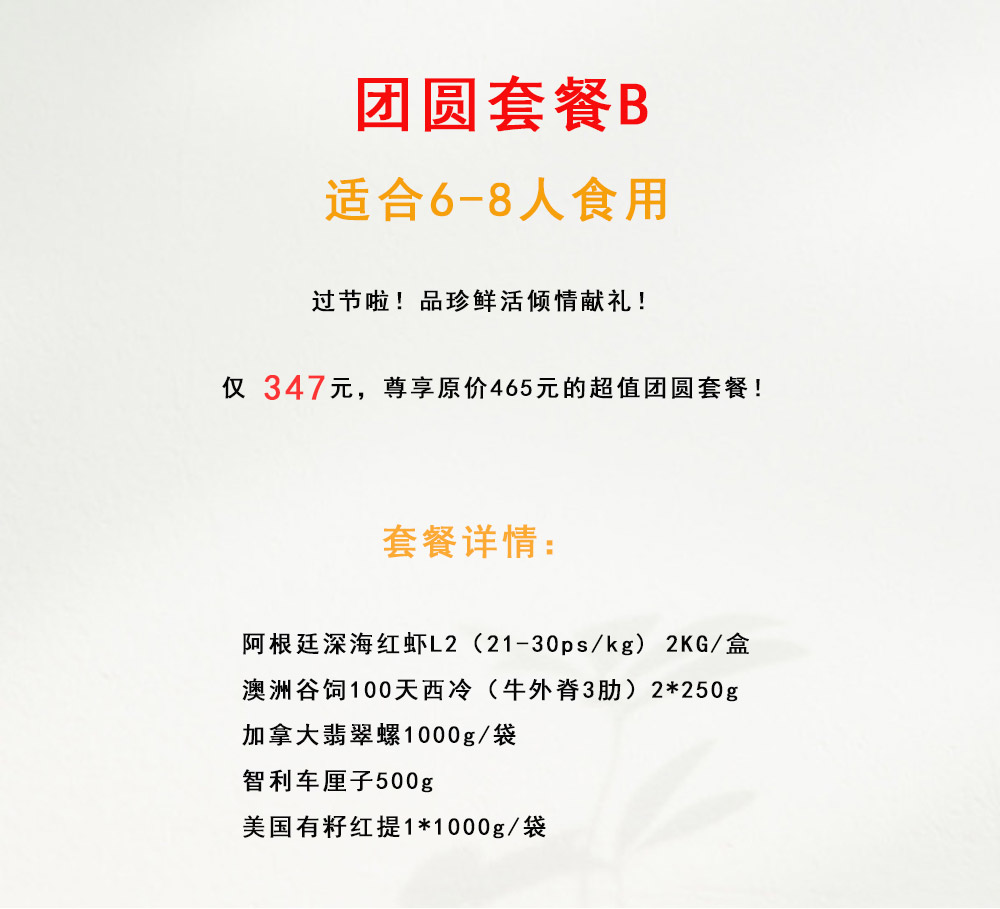 团圆套餐B
适合6-8人食用
过节啦！品珍鲜活倾情献礼！
仅 347元，尊享原价465元的超值团圆套餐！
套餐详情：
阿根廷深海红虾L2（21-30ps/kg) 2KG/盒
澳洲谷饲100天西冷（牛外脊3肋）2*250g
加拿大翡翠螺1000g/袋
智利车厘子500g
美国有籽红提1*1000g/袋